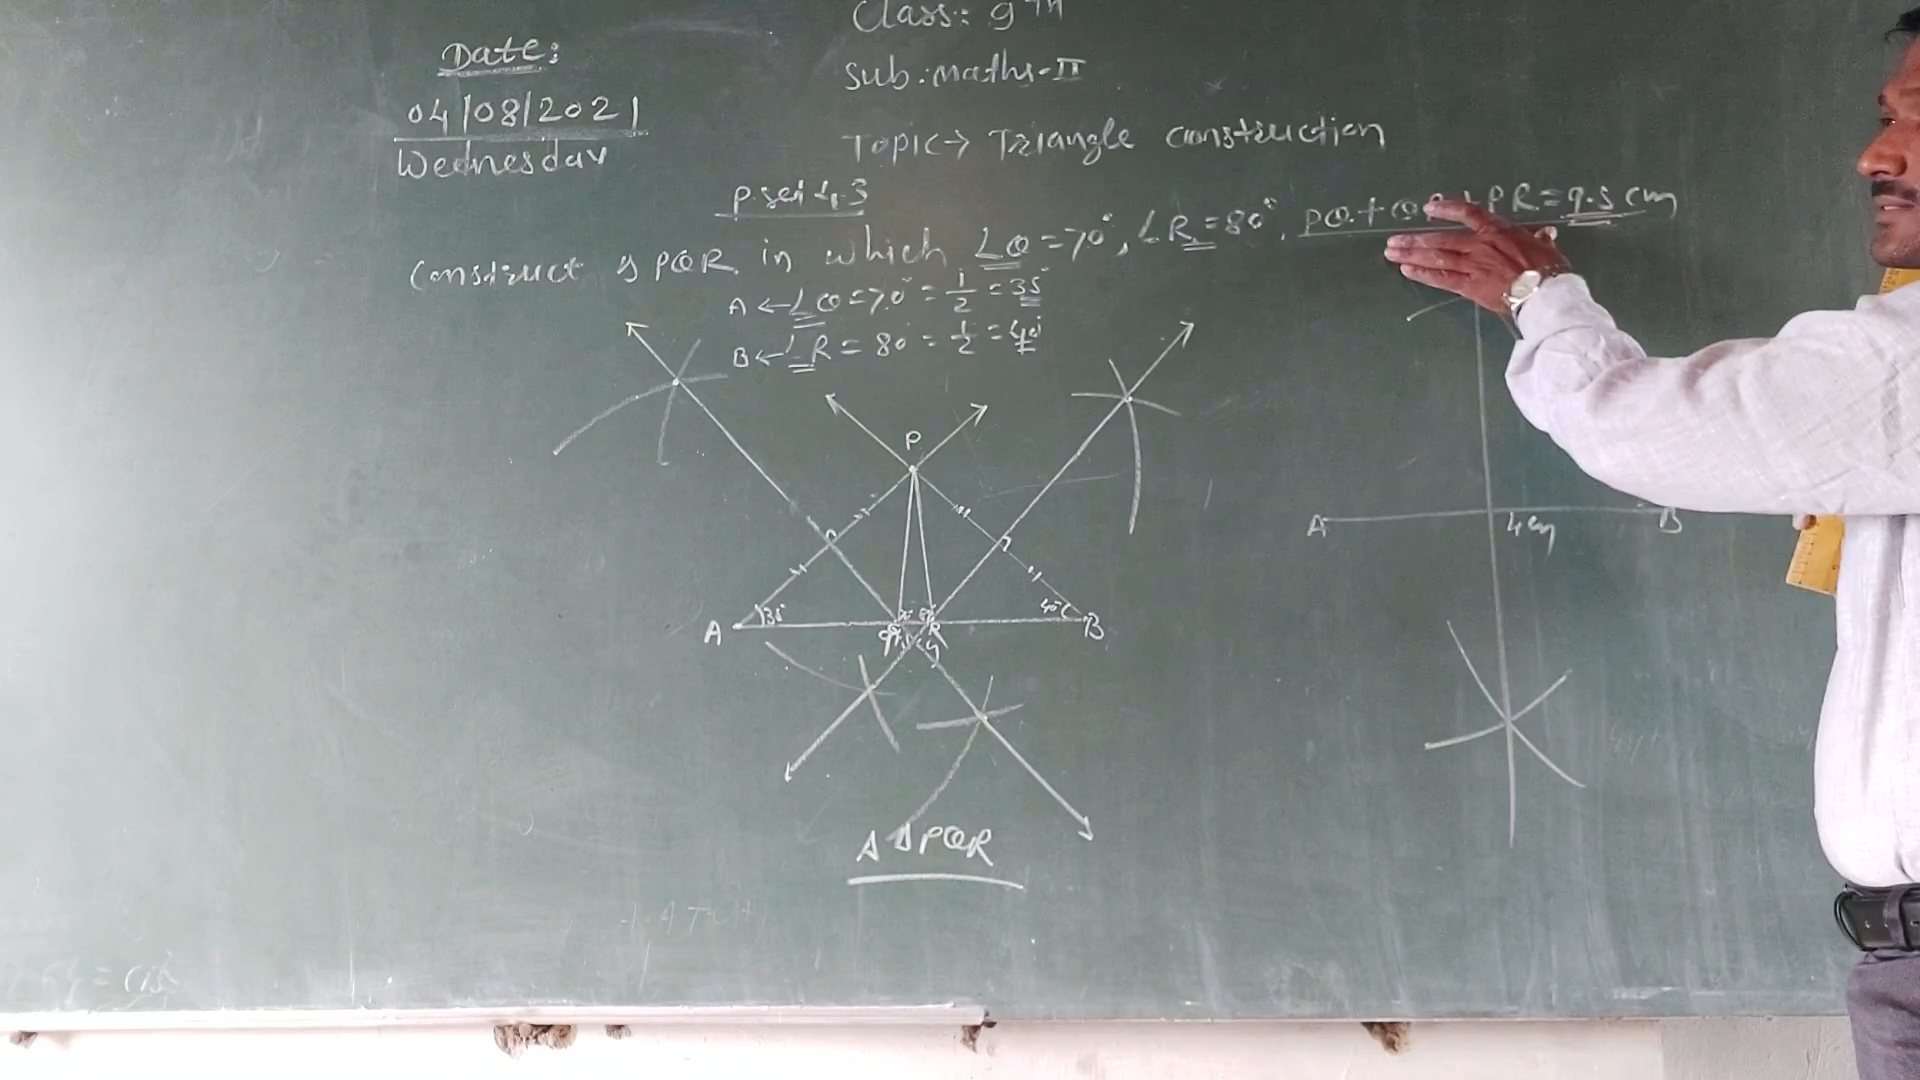 Class: 9th
Sub: maths-II
Date:
04/08/2021
Wednesday
Topic → Triangle construction
P. set 4.3
Construct Δ PQR, in which ∠Q = 70°, ∠R = 80°, PQ + QR + PR = 9.5 cm
A ← ∠Q = 70° = 1/2 = 35°
B ← ∠R = 80° = 1/2 = 40°
P
A 35° Q R 40° B
A 4cm B
Δ PQR